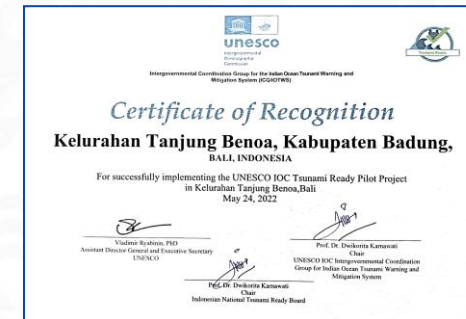 unesco
Intergovernmental
Oceanographic
Commission
Intergovernmental Coordination Group for the Indian Ocean Tsunami Warning and
Mitigation System (ICG/IOTWS)
Certificate of Recognition
Kelurahan Tanjung Benoa, Kabupaten Badung,
BALI, INDONESIA
For successfully implementing the UNESCO IOC Tsunami Ready Pilot Project
in Kelurahan Tanjung Benoa,Bali
May 24, 2022
Vladimir Ryabinin, PhD
Assistant Director General and Executive Secretary
UNESCO
Prof. Dr. Dwikorita Karnawati
Chair
UNESCO IOC Intergovernmental Coordination
Group for Indian Ocean Tsunami Warning and
Mitigation System
Prof. Dr. Dwikorita Karnawati
Chair
Indonesian National Tsunami Ready Board